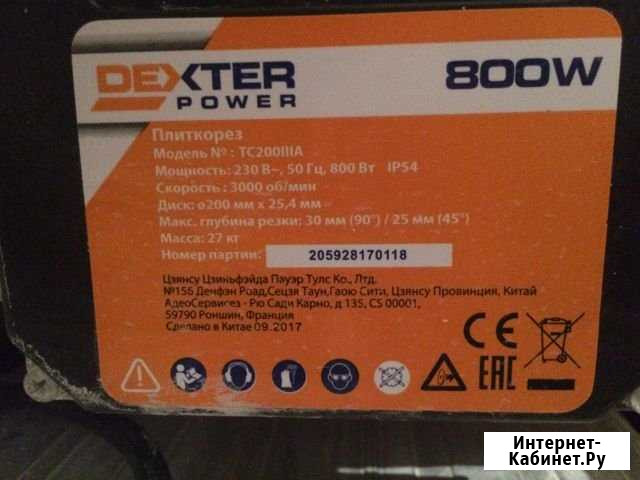 DEXTER
POWER
800W
Плиткорез
Модель № : TC200IIIA
Мощность: 230 В~, 50 Гц, 800 Вт IP54
Скорость: 3000 об/мин
Диск: ø200 мм x 25,4 мм
Макс. глубина резки: 30 мм (90°) / 25 мм (45°)
Масса: 27 кг
Номер партии: 205928170118
Цзянсу Цзиньфэйда Пауэр Тулс Ко., Лтд.
№156 Денчфэн Роад,Сецзя Таун,Гаою Сити, Цзянсу Провинция, Китай
АдеоСервисез - Рю Сади Карно, д 135, CS 00001,
59790 Роншин, Франция
Сделано в Китае 09.2017
CE
EAC
Интернет-
Кабинет.Ру